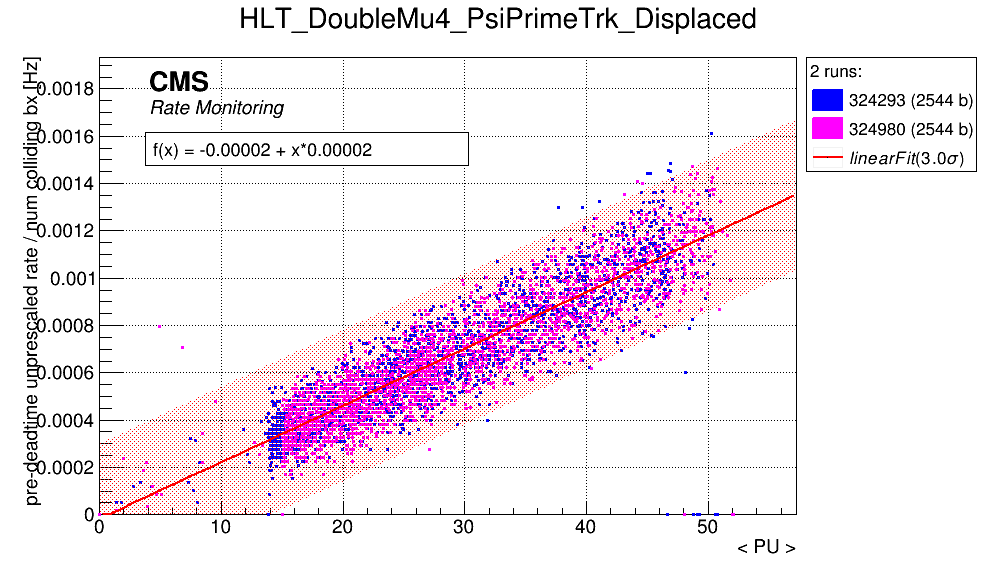 HLT_DoubleMu4_PsiPrimeTrk_Displaced
pre-deadtime unprescaled rate / num colliding bx [Hz]
0.0018
0.0016
0.0014
0.0012
0.001
0.0008
0.0006
0.0004
0.0002
0
CMS
Rate Monitoring
f(x) = -0.00002 + x*0.00002
2 runs:
324293 (2544 b)
324980 (2544 b)
linearFit(3.0σ)
0 10 20 30 40 50
< PU >